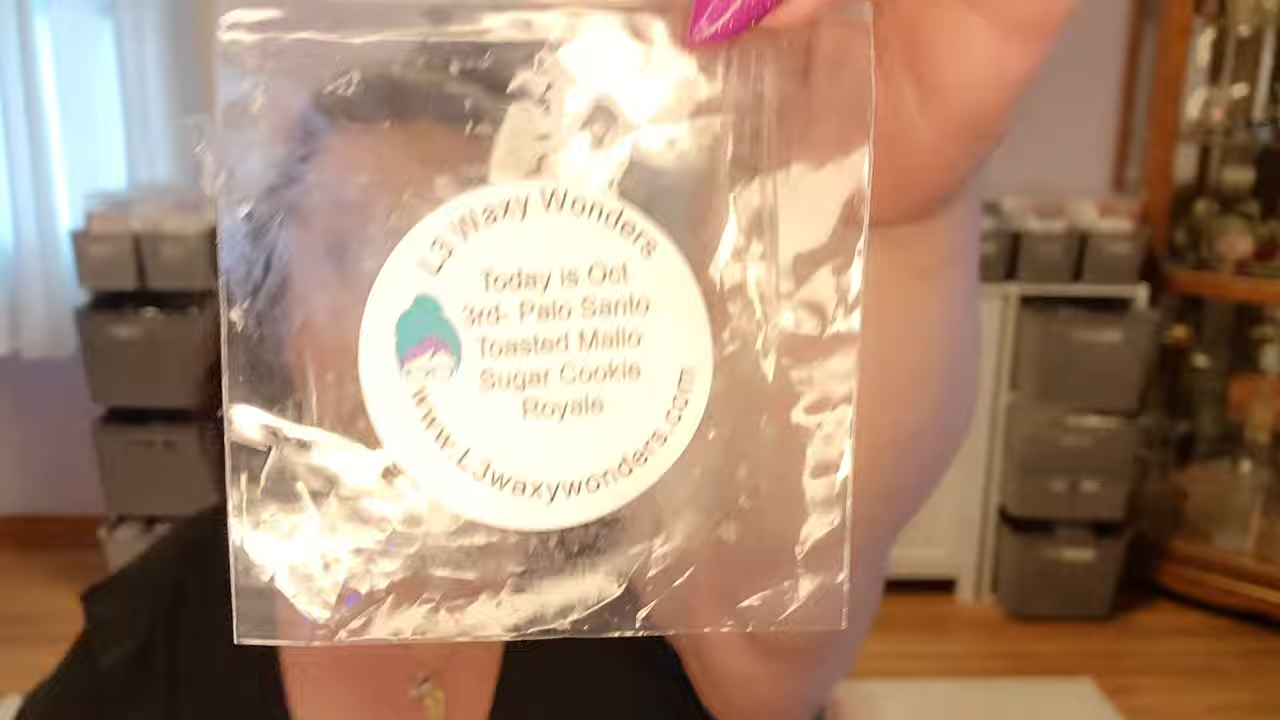 L3 Waxy Wonders
Today is Oct
3rd- Palo Santo
Toasted Mallo
Sugar Cookie
Royale
www.L3waxywonders.com